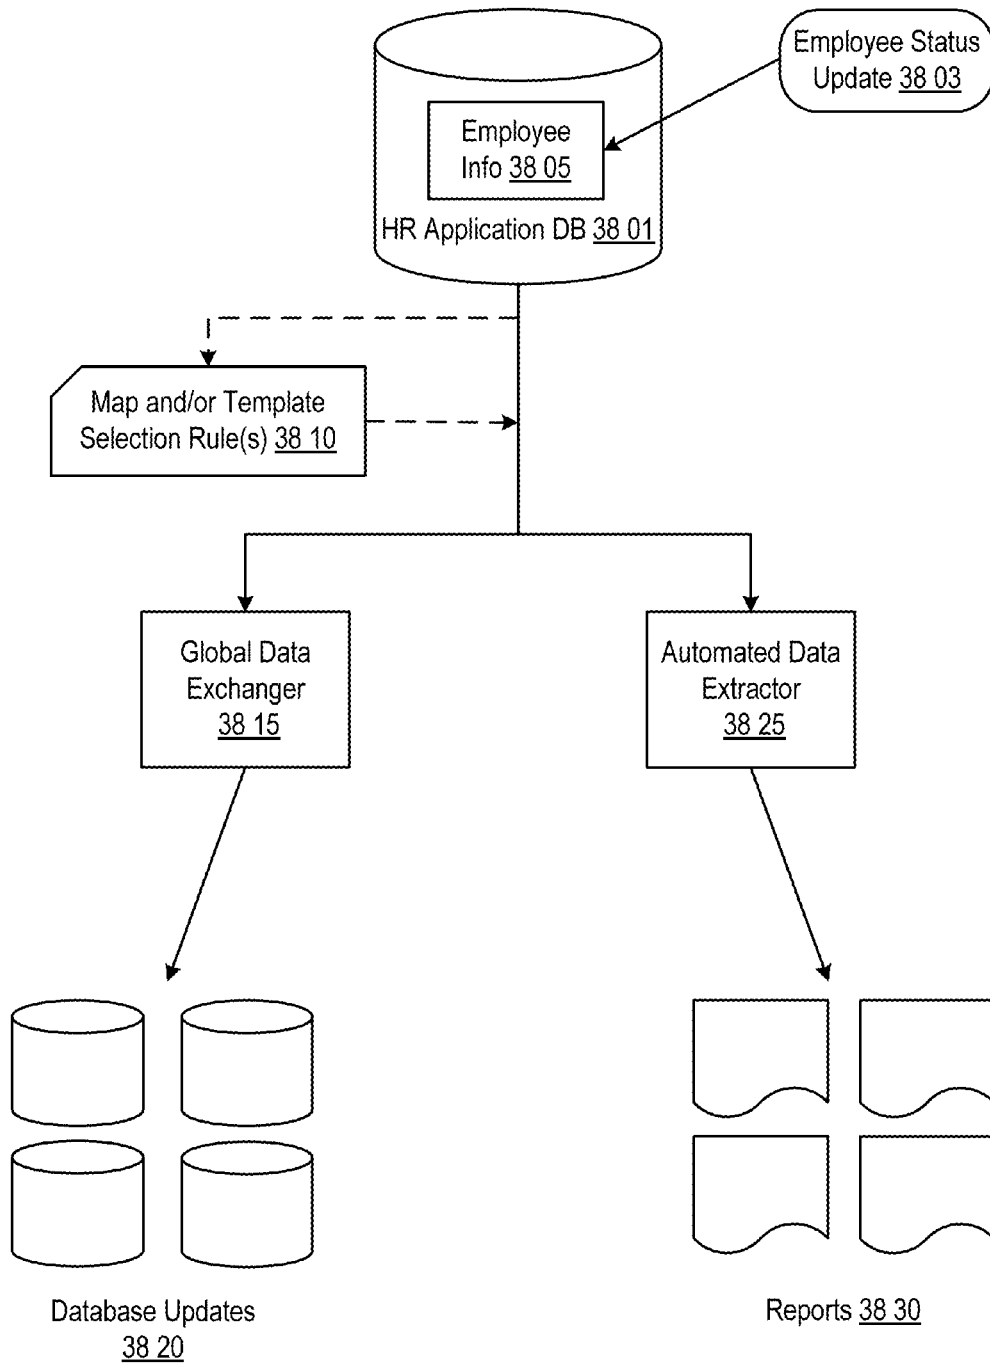 Employee Status
Update 38 03
Employee
Info 38 05
HR Application DB 38 01
Map and/or Template
Selection Rule(s) 38 10
Global Data
Exchanger
38 15
Automated Data
Extractor
38 25
Database Updates
38 20
Reports 38 30